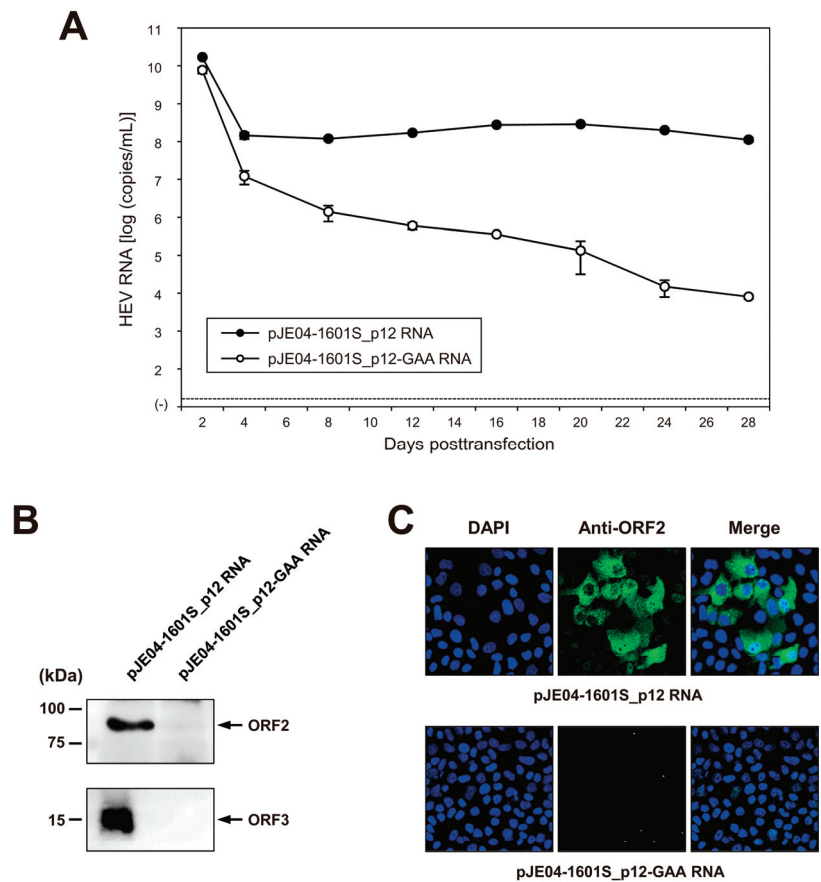 A
11
10
9
8
7
6
5
4
3
2
(-)
HEV RNA [log (copies/mL)]
pJE04-1601S_p12 RNA
pJE04-1601S_p12-GAA RNA
2 4 6 8 10 12 14 16 18 20 22 24 26 28
Days posttransfection
B
pJE04-1601S_p12 RNA
pJE04-1601S_p12-GAA RNA
(kDa)
100
75
ORF2
15
ORF3
C
DAPI Anti-ORF2 Merge
pJE04-1601S_p12 RNA
pJE04-1601S_p12-GAA RNA